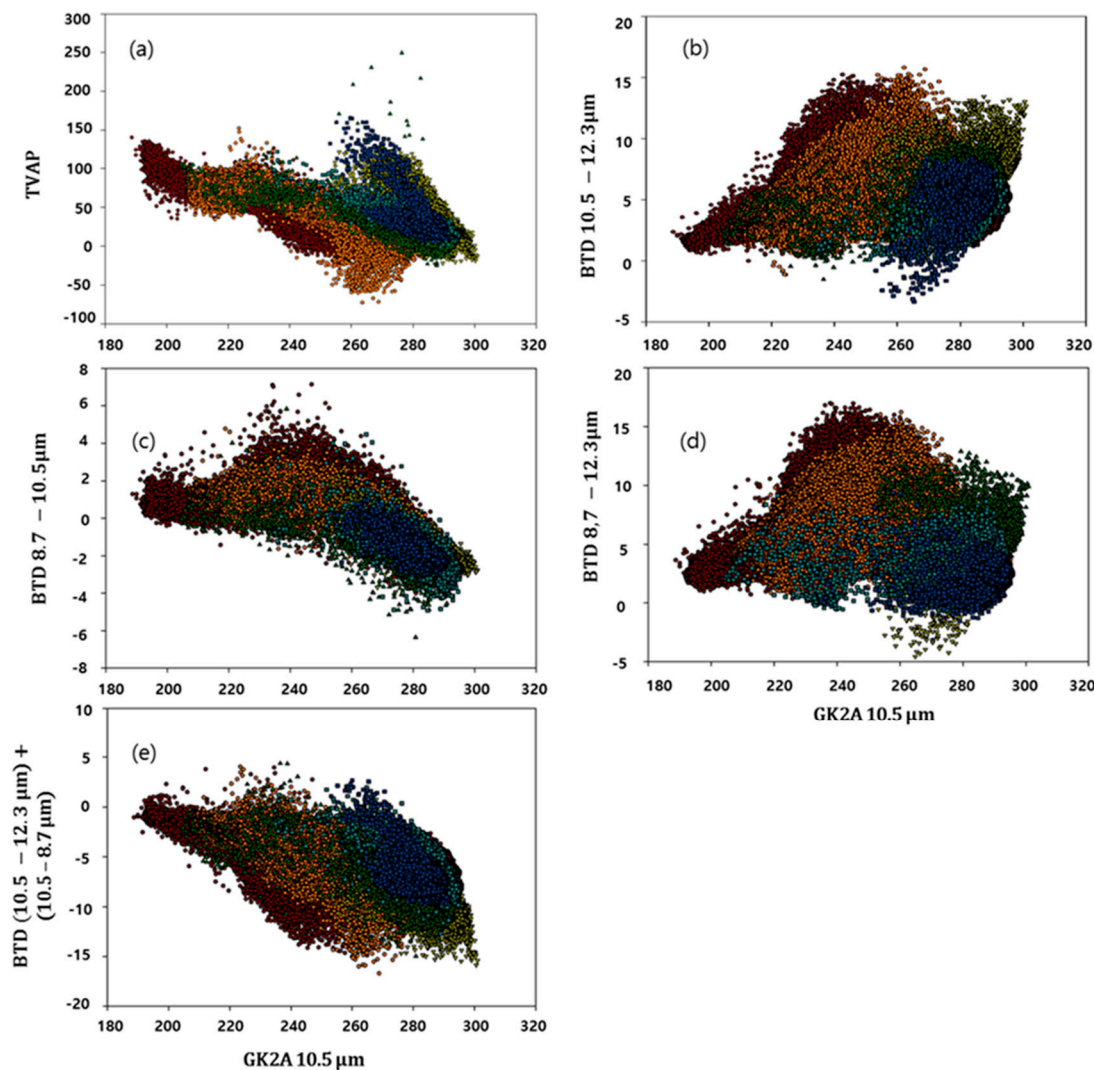 300
250
200
150
100
50
0
-50
-100
TVAP
(a)
180 200 220 240 260 280 300 320
20
15
10
5
0
-5
BTD 10.5 − 12.3μm
(b)
180 200 220 240 260 280 300 320
8
6
4
2
0
-2
-4
-6
-8
BTD 8.7 − 10.5μm
(c)
180 200 220 240 260 280 300 320
20
15
10
5
0
-5
BTD 8,7 − 12.3μm
(d)
180 200 220 240 260 280 300 320
GK2A 10.5 μm
10
5
0
-5
-10
-15
-20
BTD (10.5 − 12.3 μm) +
(10.5 – 8.7 μm)
(e)
180 200 220 240 260 280 300 320
GK2A 10.5 μm